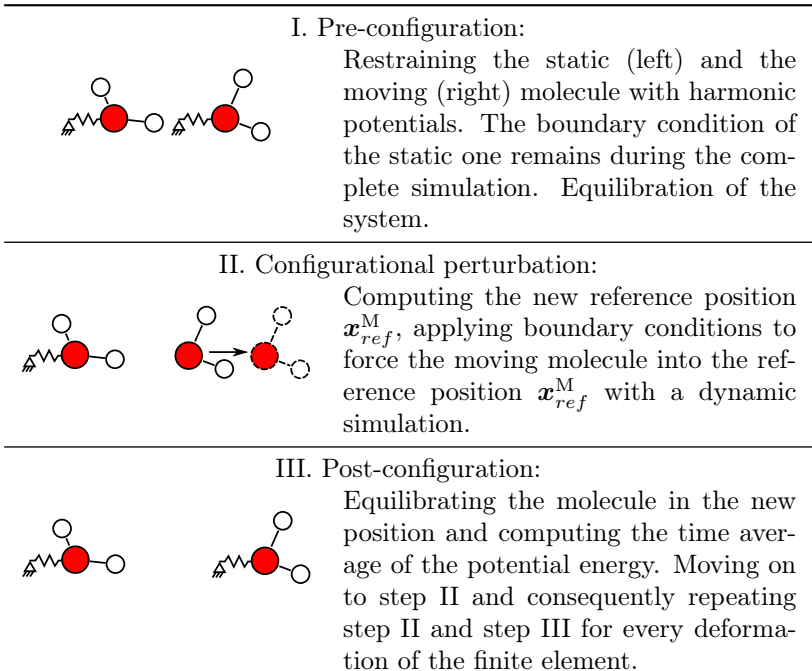 I. Pre-configuration:
Restraining the static (left) and the
moving (right) molecule with harmonic
potentials. The boundary condition of
the static one remains during the com-
plete simulation. Equilibration of the
system.
II. Configurational perturbation:
Computing the new reference position
𝒙ᴹ_ref, applying boundary conditions to
force the moving molecule into the ref-
erence position 𝒙ᴹ_ref with a dynamic
simulation.
III. Post-configuration:
Equilibrating the molecule in the new
position and computing the time aver-
age of the potential energy. Moving on
to step II and consequently repeating
step II and step III for every deforma-
tion of the finite element.